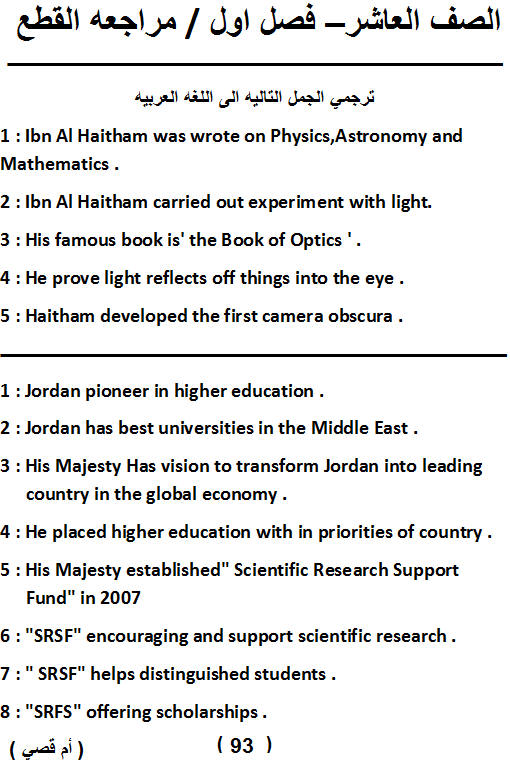 الصف العاشر– فصل اول / مراجعه القطع
ترجمي الجمل التاليه الى اللغه العربيه
1 : Ibn Al Haitham was wrote on Physics,Astronomy and
Mathematics .
2 : Ibn Al Haitham carried out experiment with light.
3 : His famous book is' the Book of Optics ' .
4 : He prove light reflects off things into the eye .
5 : Haitham developed the first camera obscura .
1 : Jordan pioneer in higher education .
2 : Jordan has best universities in the Middle East .
3 : His Majesty Has vision to transform Jordan into leading
country in the global economy .
4 : He placed higher education with in priorities of country .
5 : His Majesty established" Scientific Research Support
Fund" in 2007
6 : "SRSF" encouraging and support scientific research .
7 : " SRSF" helps distinguished students .
8 : "SRFS" offering scholarships .
( أم قصي ) ( 93 )